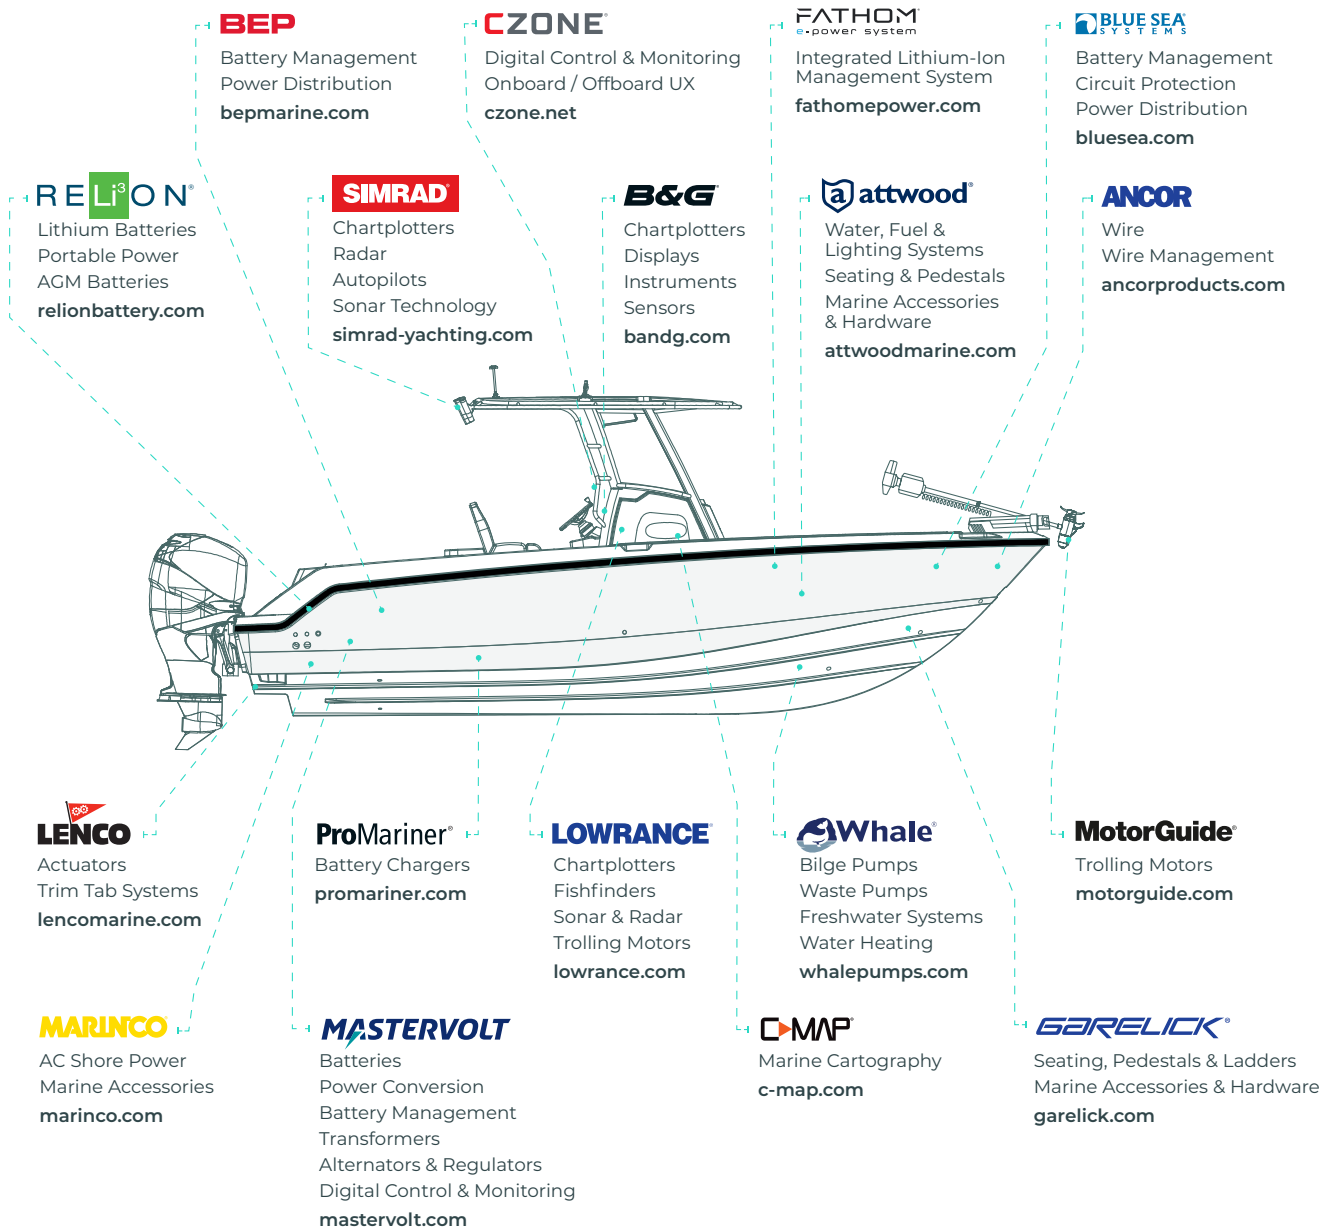 BEP
Battery Management
Power Distribution
bepmarine.com
CZONE®
Digital Control & Monitoring
Onboard / Offboard UX
czone.net
FATHOM®
e-power system
Integrated Lithium-Ion
Management System
fathomepower.com
BLUE SEA®
SYSTEMS
Battery Management
Circuit Protection
Power Distribution
bluesea.com
RELi³ON®
Lithium Batteries
Portable Power
AGM Batteries
relionbattery.com
SIMRAD®
Chartplotters
Radar
Autopilots
Sonar Technology
simrad-yachting.com
B&G®
Chartplotters
Displays
Instruments
Sensors
bandg.com
a attwood®
Water, Fuel &
Lighting Systems
Seating & Pedestals
Marine Accessories
& Hardware
attwoodmarine.com
ANCOR
Wire
Wire Management
ancorproducts.com
LENCO
Actuators
Trim Tab Systems
lencomarine.com
ProMariner®
Battery Chargers
promariner.com
LOWRANCE®
Chartplotters
Fishfinders
Sonar & Radar
Trolling Motors
lowrance.com
Whale®
Bilge Pumps
Waste Pumps
Freshwater Systems
Water Heating
whalepumps.com
MotorGuide®
Trolling Motors
motorguide.com
MARINCO
AC Shore Power
Marine Accessories
marinco.com
MASTERVOLT
Batteries
Power Conversion
Battery Management
Transformers
Alternators & Regulators
Digital Control & Monitoring
mastervolt.com
C-MAP®
Marine Cartography
c-map.com
GARELICK®
Seating, Pedestals & Ladders
Marine Accessories & Hardware
garelick.com